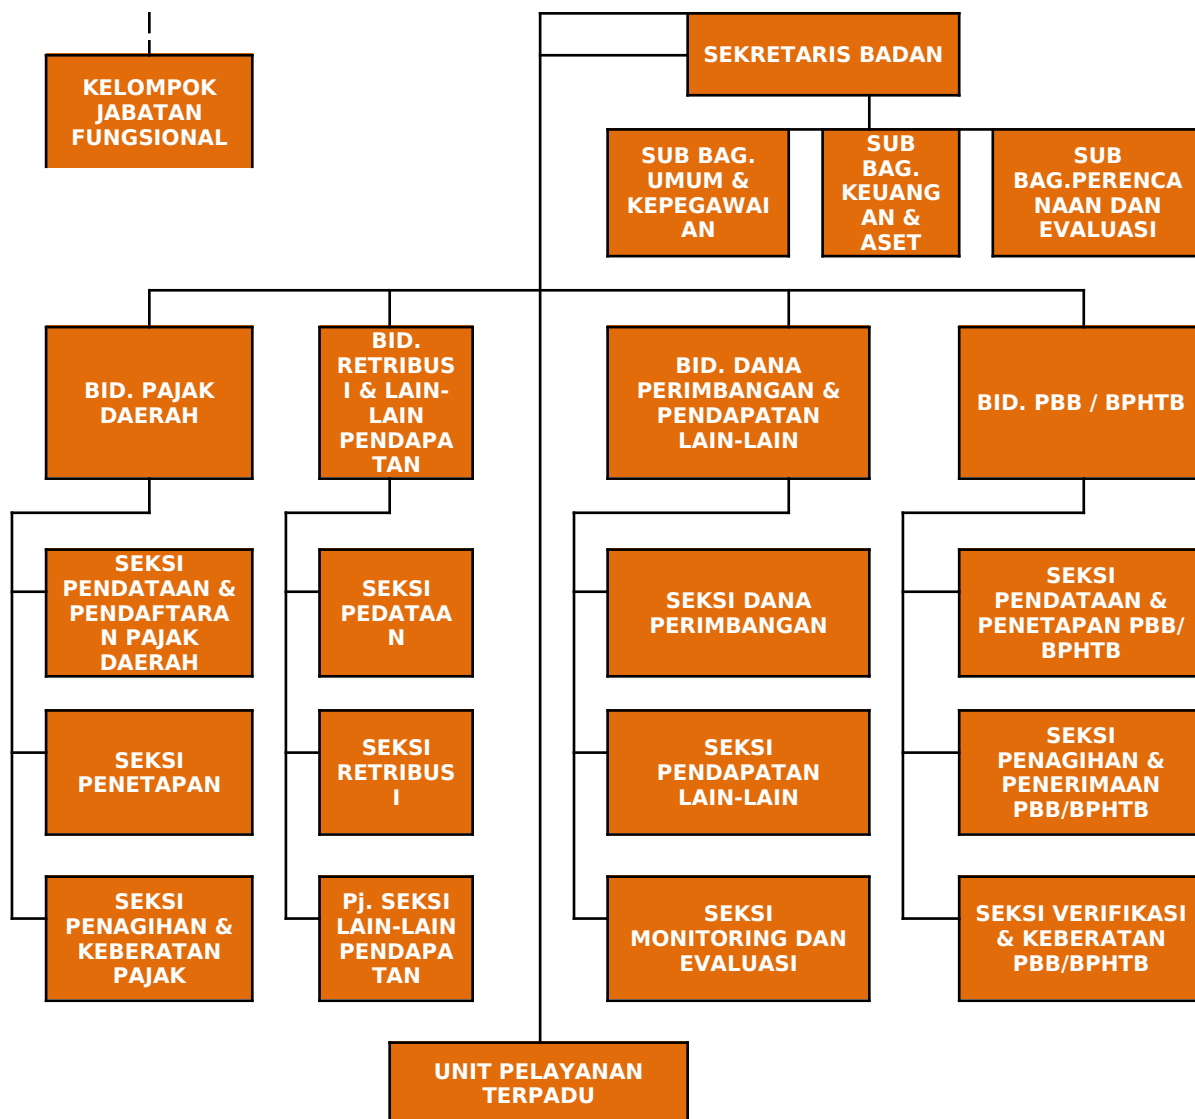 SEKRETARIS BADAN
KELOMPOK
JABATAN
FUNGSIONAL
SUB BAG.
UMUM &
KEPEGAWAI
AN
SUB
BAG.
KEUANG
AN &
ASET
SUB
BAG.PERENCA
NAAN DAN
EVALUASI
BID. PAJAK
DAERAH
BID.
RETRIBUS
I & LAIN-
LAIN
PENDAPA
TAN
BID. DANA
PERIMBANGAN &
PENDAPATAN
LAIN-LAIN
BID. PBB / BPHTB
SEKSI
PENDATAAN &
PENDAFTARA
N PAJAK
DAERAH
SEKSI
PEDATAA
N
SEKSI DANA
PERIMBANGAN
SEKSI
PENDATAAN &
PENETAPAN PBB/
BPHTB
SEKSI
PENETAPAN
SEKSI
RETRIBUS
I
SEKSI
PENDAPATAN
LAIN-LAIN
SEKSI
PENAGIHAN &
PENERIMAAN
PBB/BPHTB
SEKSI
PENAGIHAN &
KEBERATAN
PAJAK
Pj. SEKSI
LAIN-LAIN
PENDAPA
TAN
SEKSI
MONITORING DAN
EVALUASI
SEKSI VERIFIKASI
& KEBERATAN
PBB/BPHTB
UNIT PELAYANAN
TERPADU